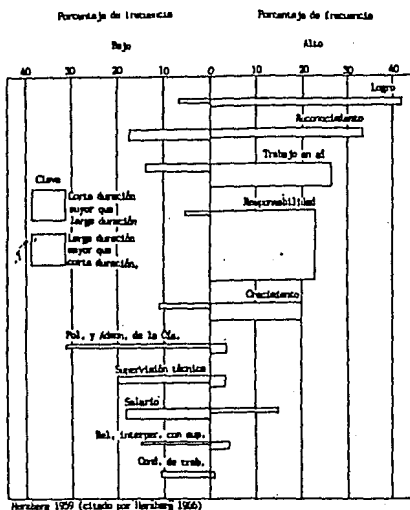 Porcentaje de frecuencia Porcentaje de frecuencia
Bajo Alto
40 30 20 10 0 10 20 30 40
Logro
Reconocimiento
Trabajo en sí
Clave
Corta duración
mayor que
larga duración
Responsabilidad
Larga duración
mayor que
corta duración.
Crecimiento
Pol. y Admon. de la Cía.
Supervisión técnica
Salario
Rel. interper. con sup.
Cond. de trab.
Herzberg 1959 (citado por Herzberg 1966)